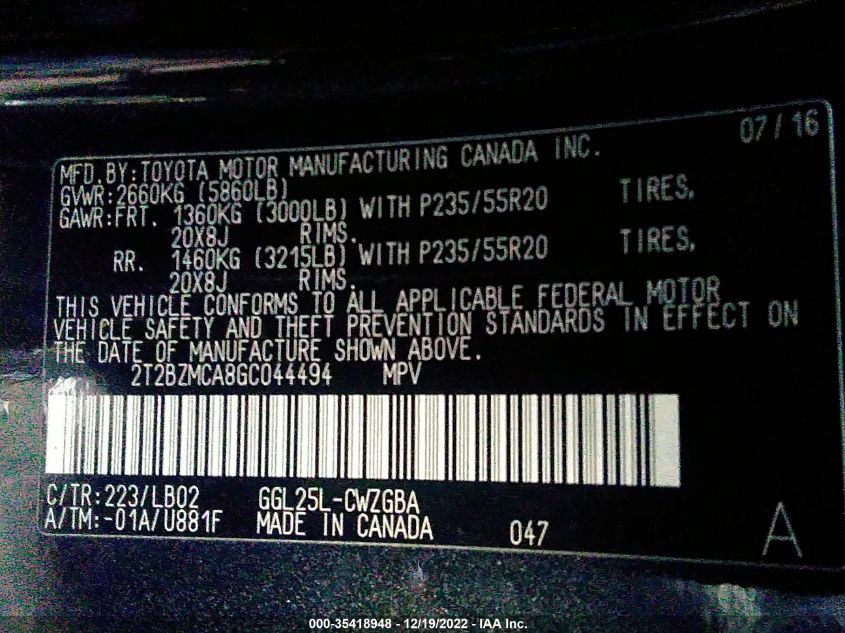 07/16
MFD.BY:TOYOTA MOTOR MANUFACTURING CANADA INC.
GVWR:2660KG (5860LB)
GAWR:FRT. 1360KG (3000LB) WITH P235/55R20 TIRES,
20X8J RIMS.
RR. 1460KG (3215LB) WITH P235/55R20 TIRES,
20X8J RIMS.
THIS VEHICLE CONFORMS TO ALL APPLICABLE FEDERAL MOTOR
VEHICLE SAFETY AND THEFT PREVENTION STANDARDS IN EFFECT ON
THE DATE OF MANUFACTURE SHOWN ABOVE.
2T2BZMCA8GC044494 MPV
C/TR:223/LB02 GGL25L-CWZGBA
A/TM:-01A/U881F MADE IN CANADA 047 A
000-35418948 - 12/19/2022 - IAA Inc.